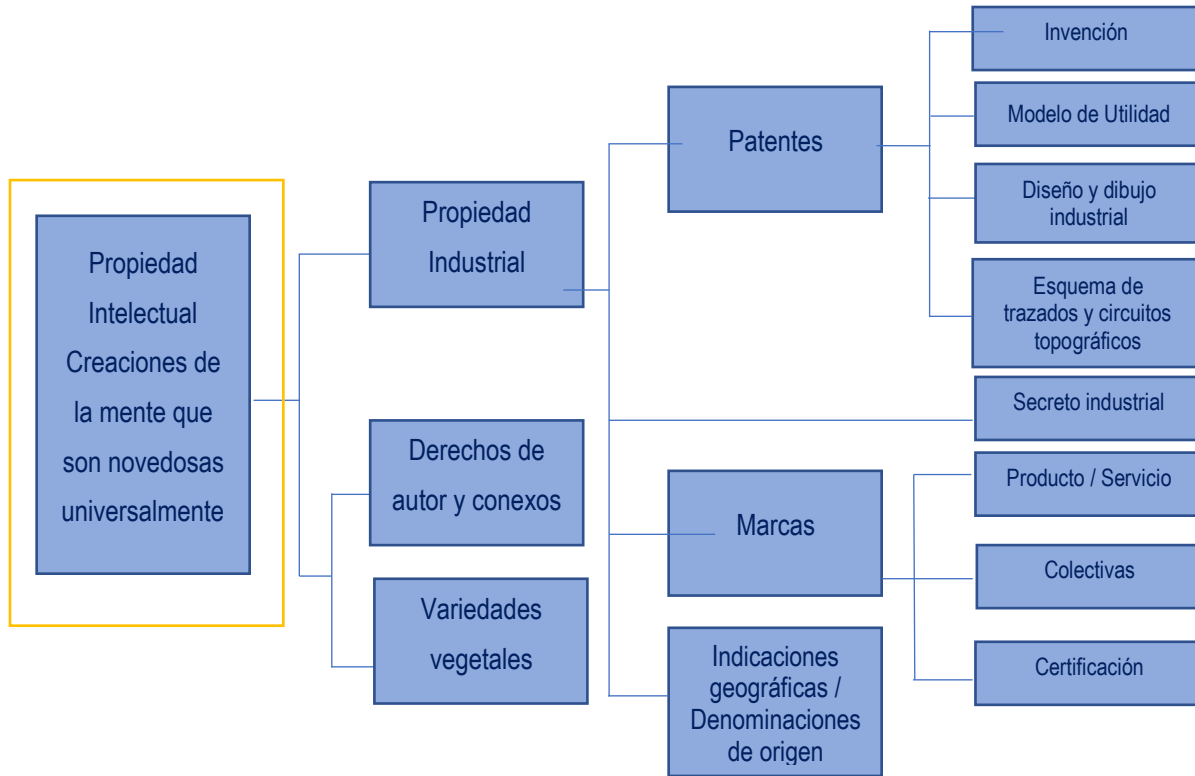 Propiedad
Intelectual
Creaciones de
la mente que
son novedosas
universalmente
Propiedad
Industrial
Derechos de
autor y conexos
Variedades
vegetales
Patentes
Marcas
Indicaciones
geográficas /
Denominaciones
de origen
Invención
Modelo de Utilidad
Diseño y dibujo
industrial
Esquema de
trazados y circuitos
topográficos
Secreto industrial
Producto / Servicio
Colectivas
Certificación